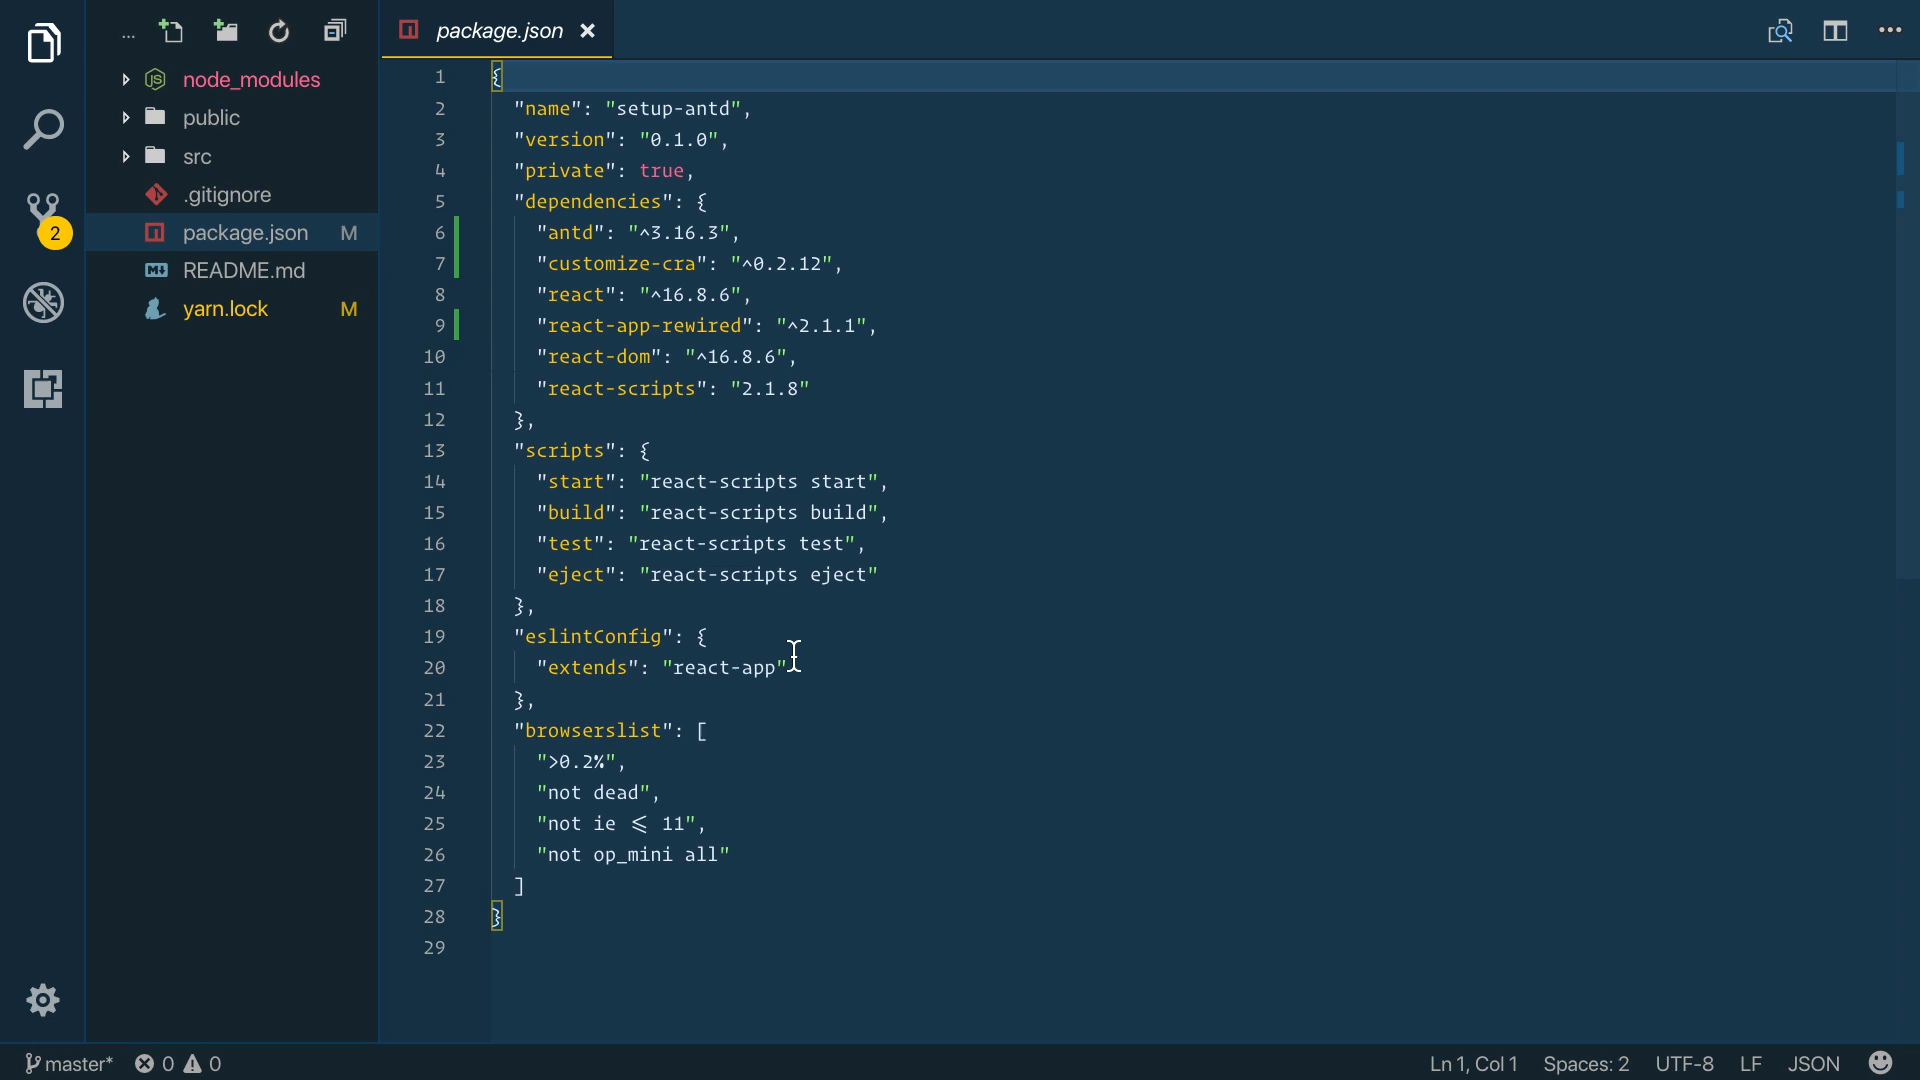 ...
package.json
node_modules
public
src
.gitignore
package.json M
README.md
yarn.lock M
2
1 {
2 "name": "setup-antd",
3 "version": "0.1.0",
4 "private": true,
5 "dependencies": {
6 "antd": "^3.16.3",
7 "customize-cra": "^0.2.12",
8 "react": "^16.8.6",
9 "react-app-rewired": "^2.1.1",
10 "react-dom": "^16.8.6",
11 "react-scripts": "2.1.8"
12 },
13 "scripts": {
14 "start": "react-scripts start",
15 "build": "react-scripts build",
16 "test": "react-scripts test",
17 "eject": "react-scripts eject"
18 },
19 "eslintConfig": {
20 "extends": "react-app"
21 },
22 "browserslist": [
23 ">0.2%",
24 "not dead",
25 "not ie ⩽ 11",
26 "not op_mini all"
27 ]
28 }
29
master* 0 0 Ln 1, Col 1 Spaces: 2 UTF-8 LF JSON